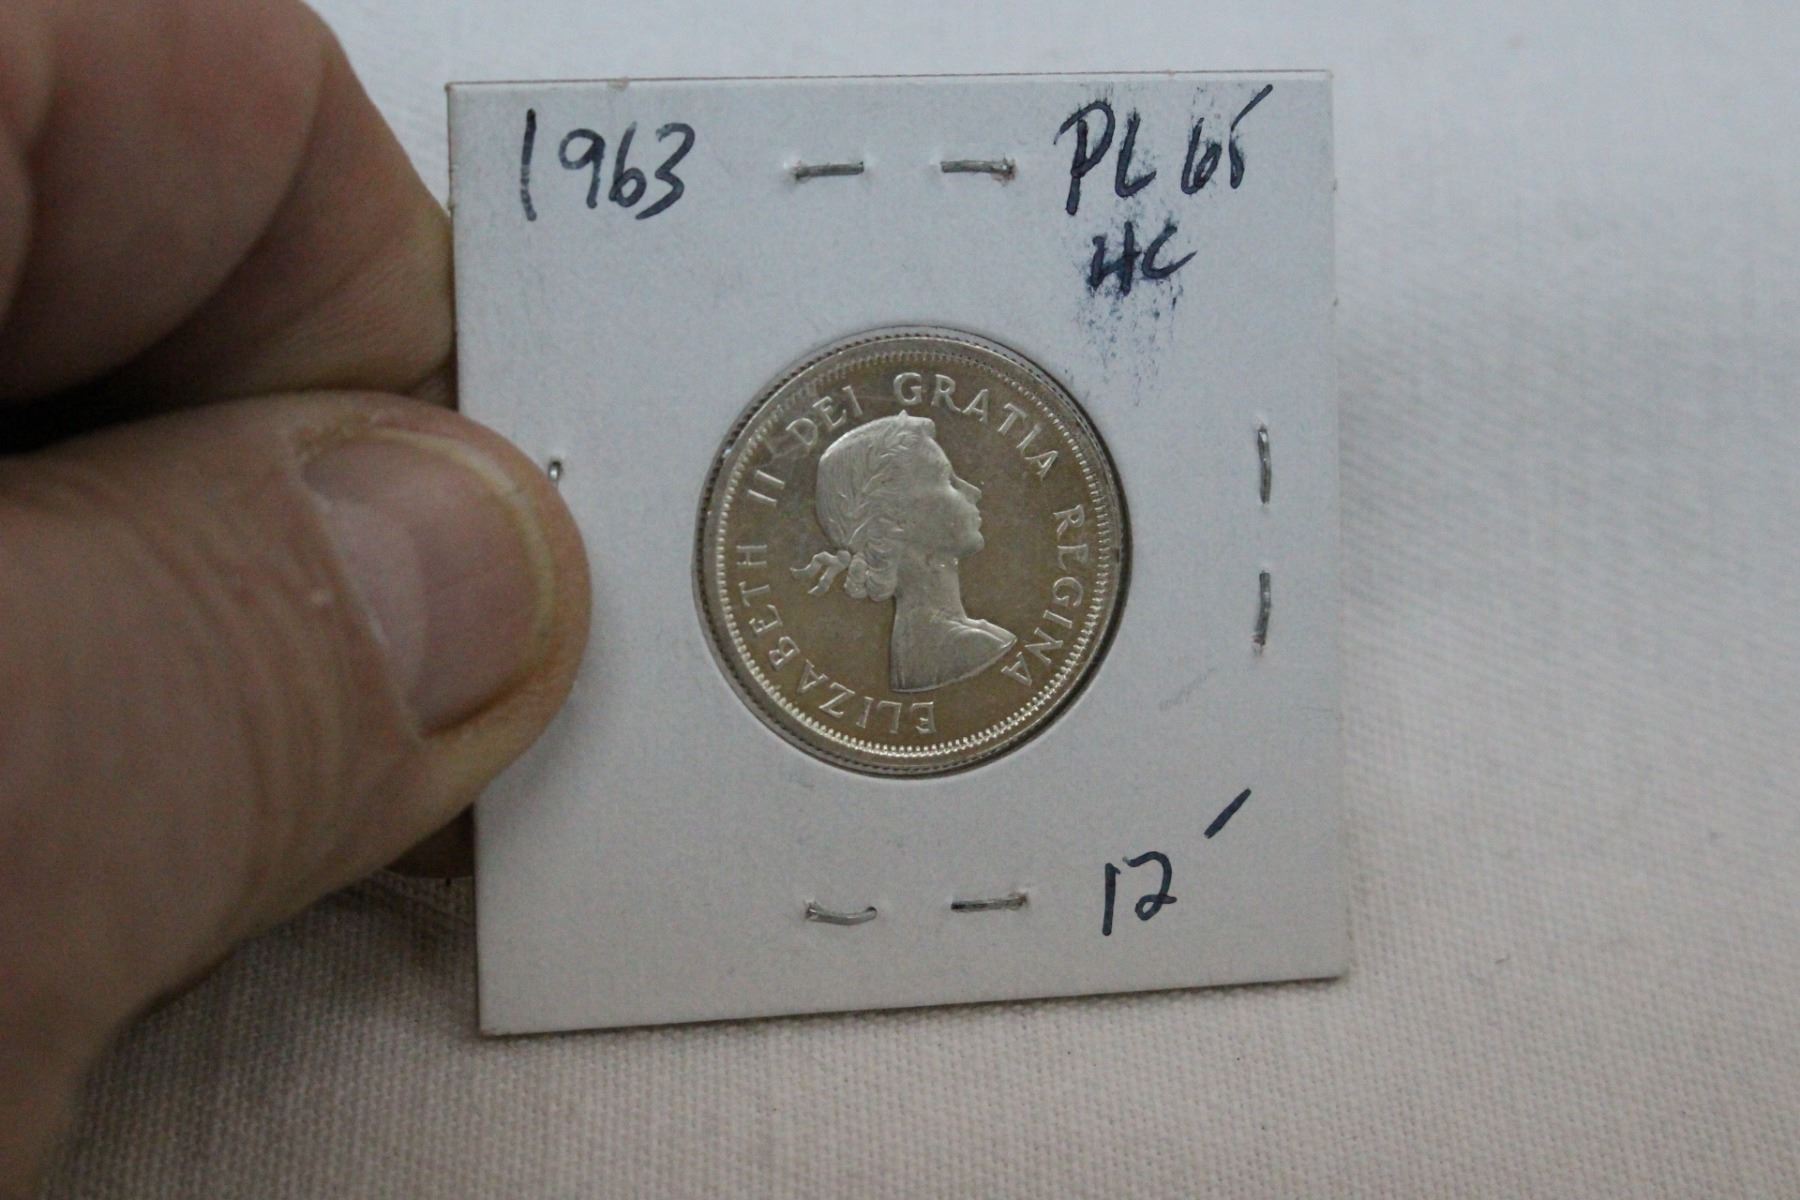 1963 PL 65
HC
ELIZABETH II DEI GRATIA REGINA
12